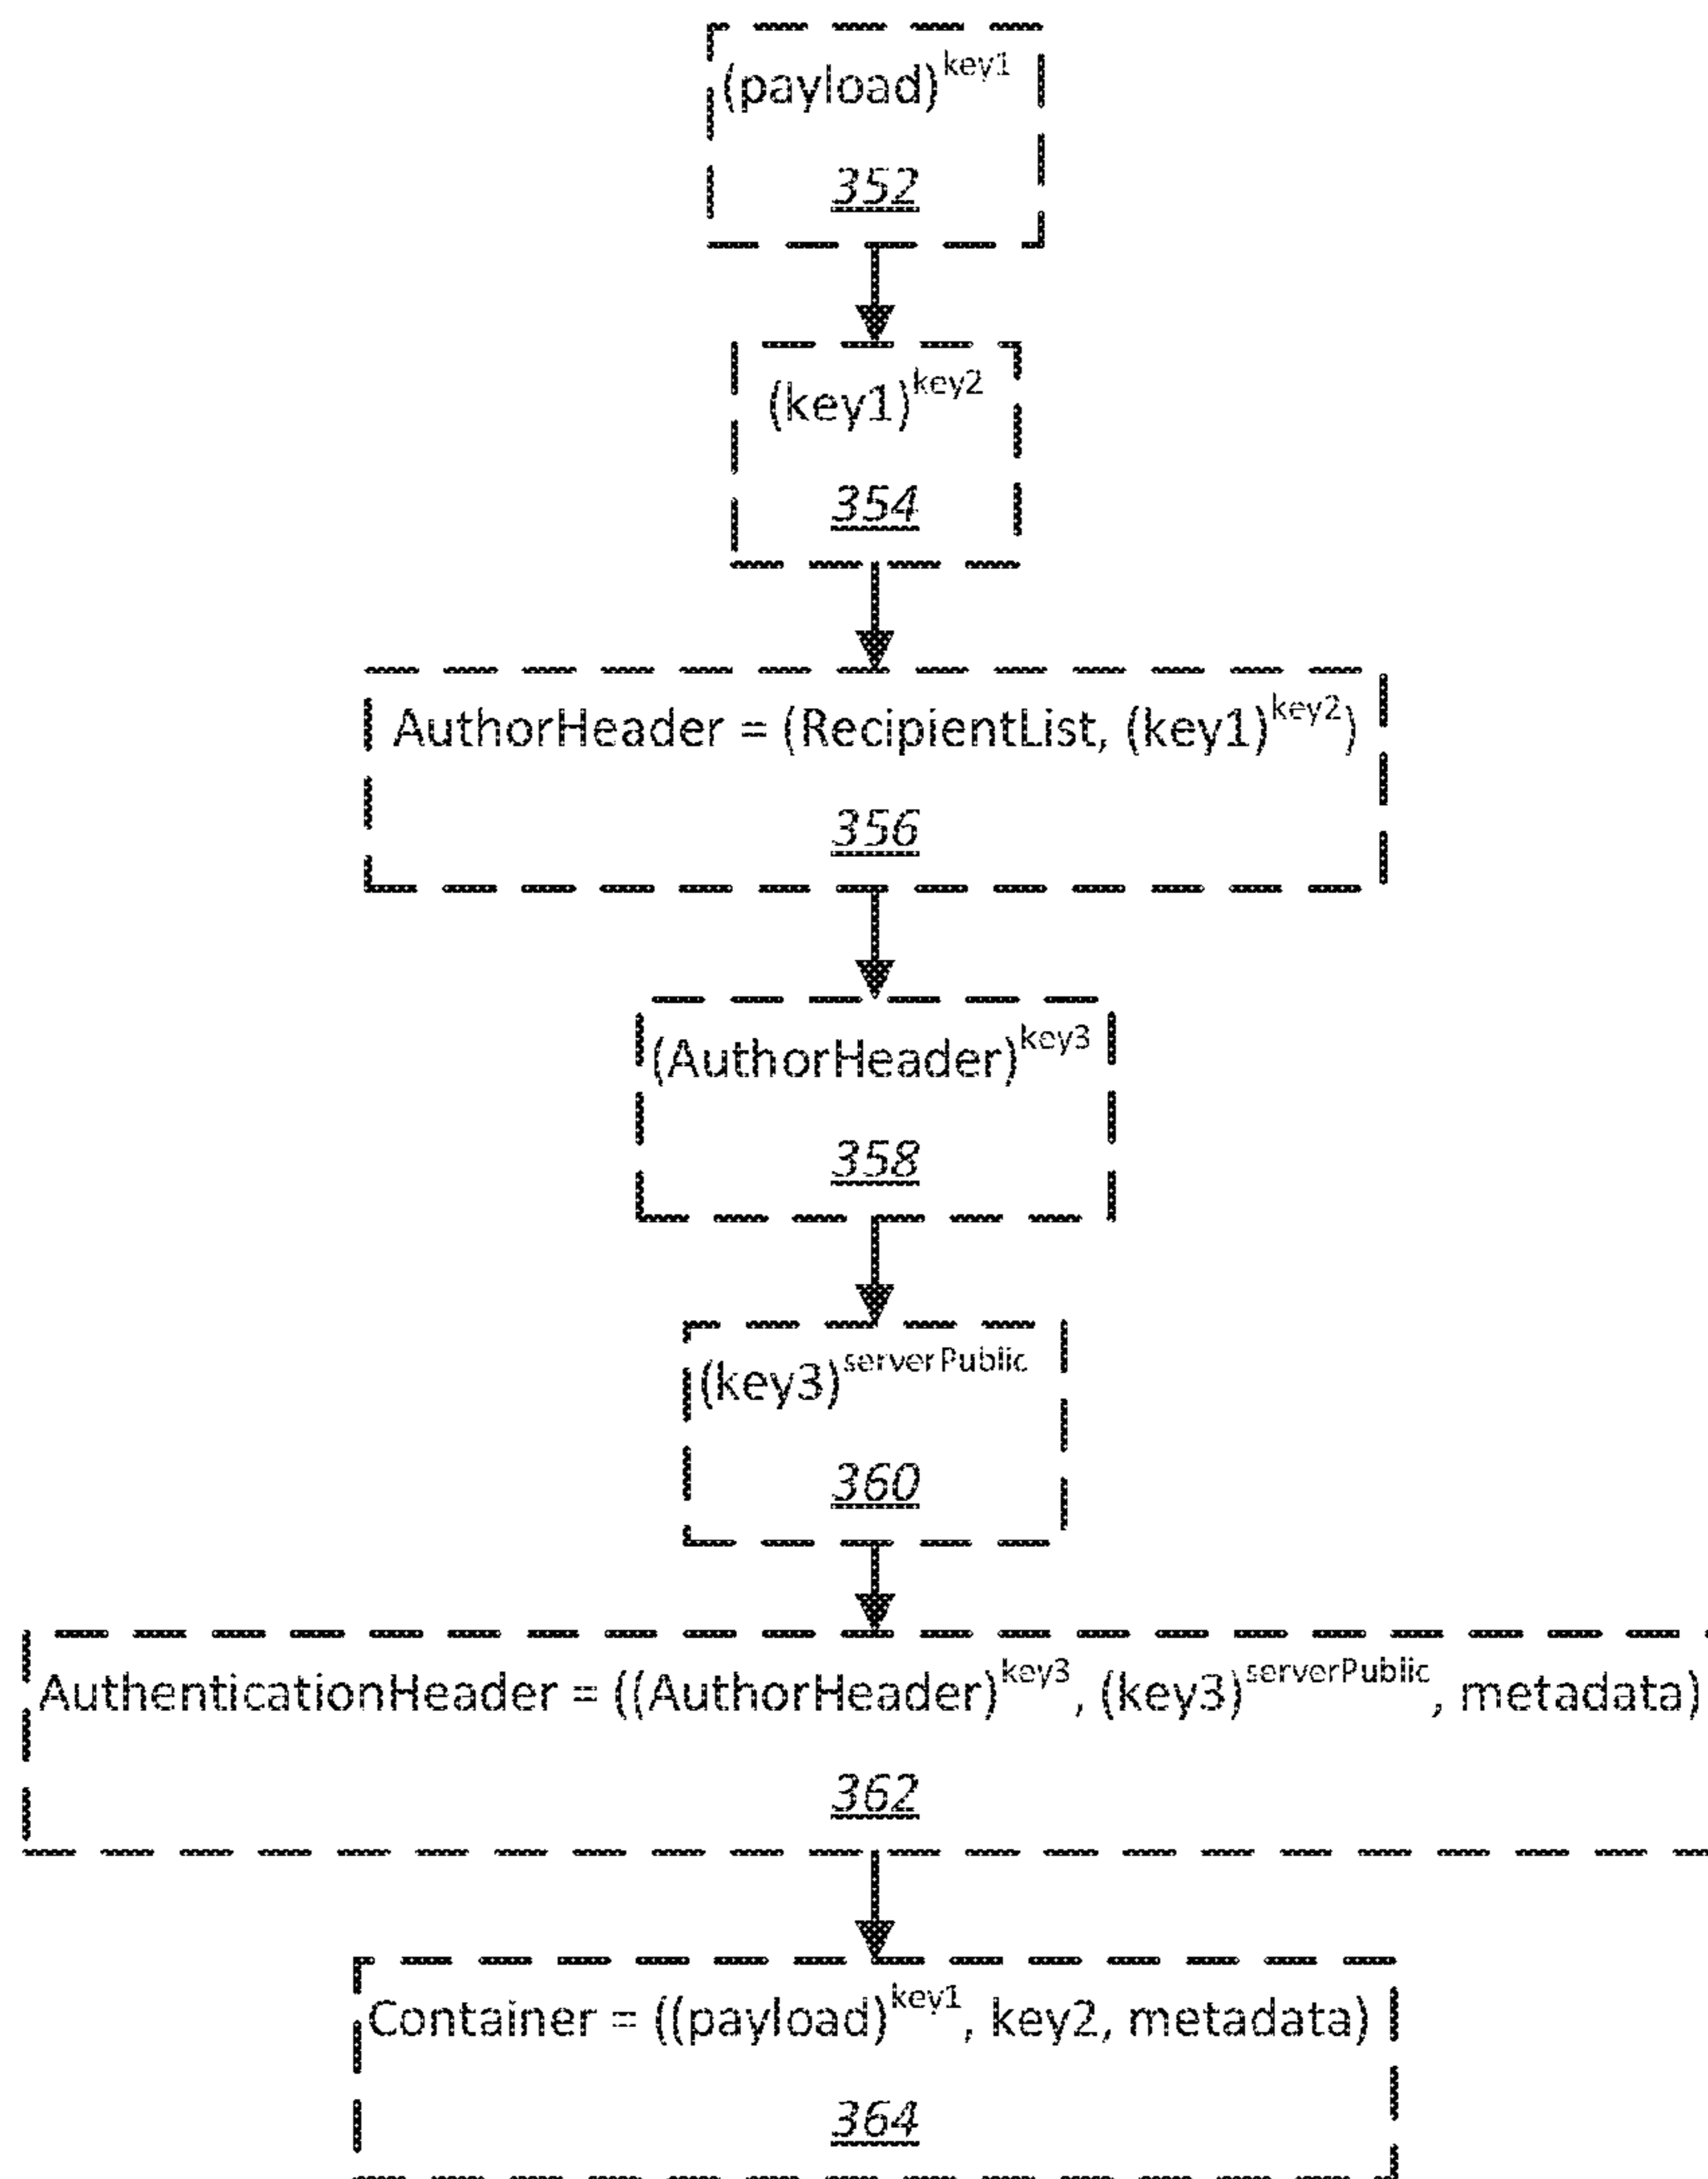 (payload)^key1
352
(key1)^key2
354
AuthorHeader = (RecipientList, (key1)^key2)
356
(AuthorHeader)^key3
358
(key3)^serverPublic
360
AuthenticationHeader = ((AuthorHeader)^key3, (key3)^serverPublic, metadata)
362
Container = ((payload)^key1, key2, metadata)
364